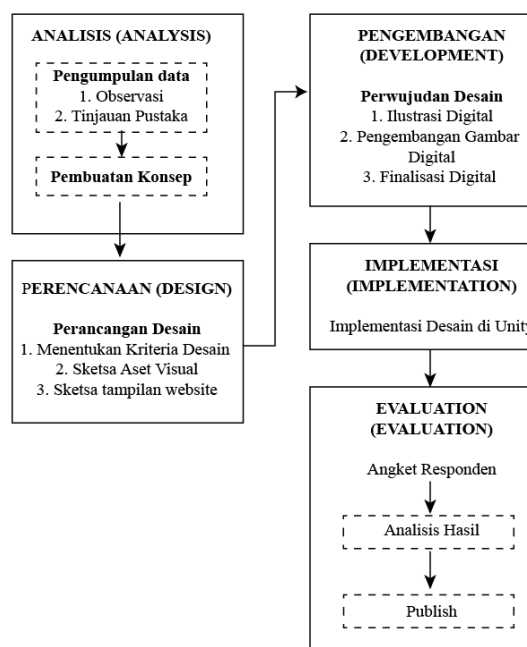 ANALISIS (ANALYSIS)
Pengumpulan data
1. Observasi
2. Tinjauan Pustaka
Pembuatan Konsep
PERENCANAAN (DESIGN)
Perancangan Desain
1. Menentukan Kriteria Desain
2. Sketsa Aset Visual
3. Sketsa tampilan website
PENGEMBANGAN
(DEVELOPMENT)
Perwujudan Desain
1. Ilustrasi Digital
2. Pengembangan Gambar
Digital
3. Finalisasi Digital
IMPLEMENTASI
(IMPLEMENTATION)
Implementasi Desain di Unity
EVALUATION
(EVALUATION)
Angket Responden
Analisis Hasil
Publish